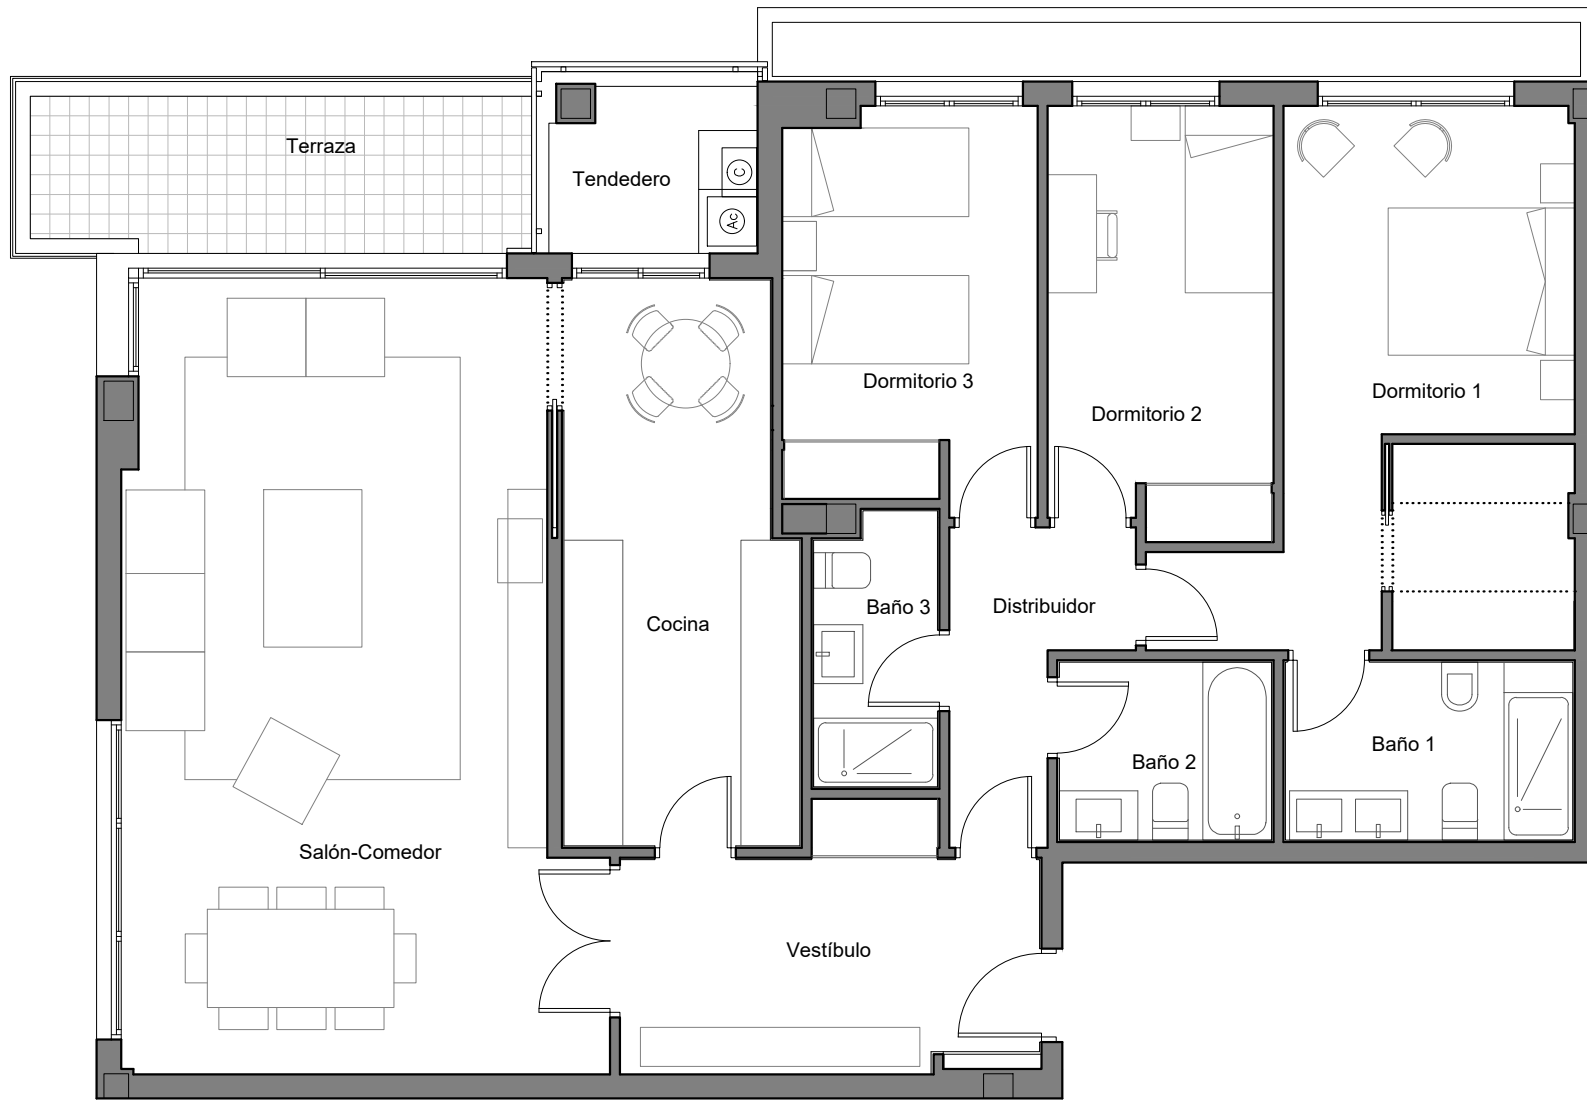 Terraza
Tendedero
C
Ac
Dormitorio 3
Dormitorio 2
Dormitorio 1
Baño 3
Distribuidor
Cocina
Baño 2
Baño 1
Salón-Comedor
Vestíbulo